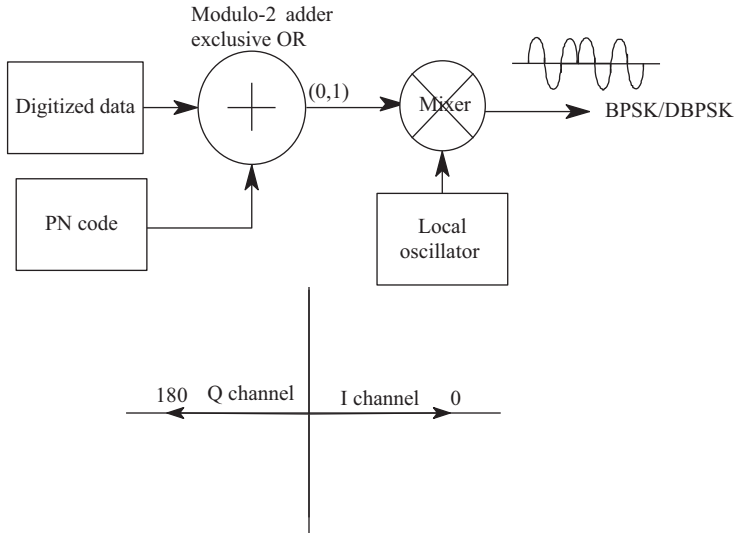 Modulo-2 adder
exclusive OR
Digitized data
(0,1)
Mixer
BPSK/DBPSK
PN code
Local
oscillator
180 Q channel I channel 0